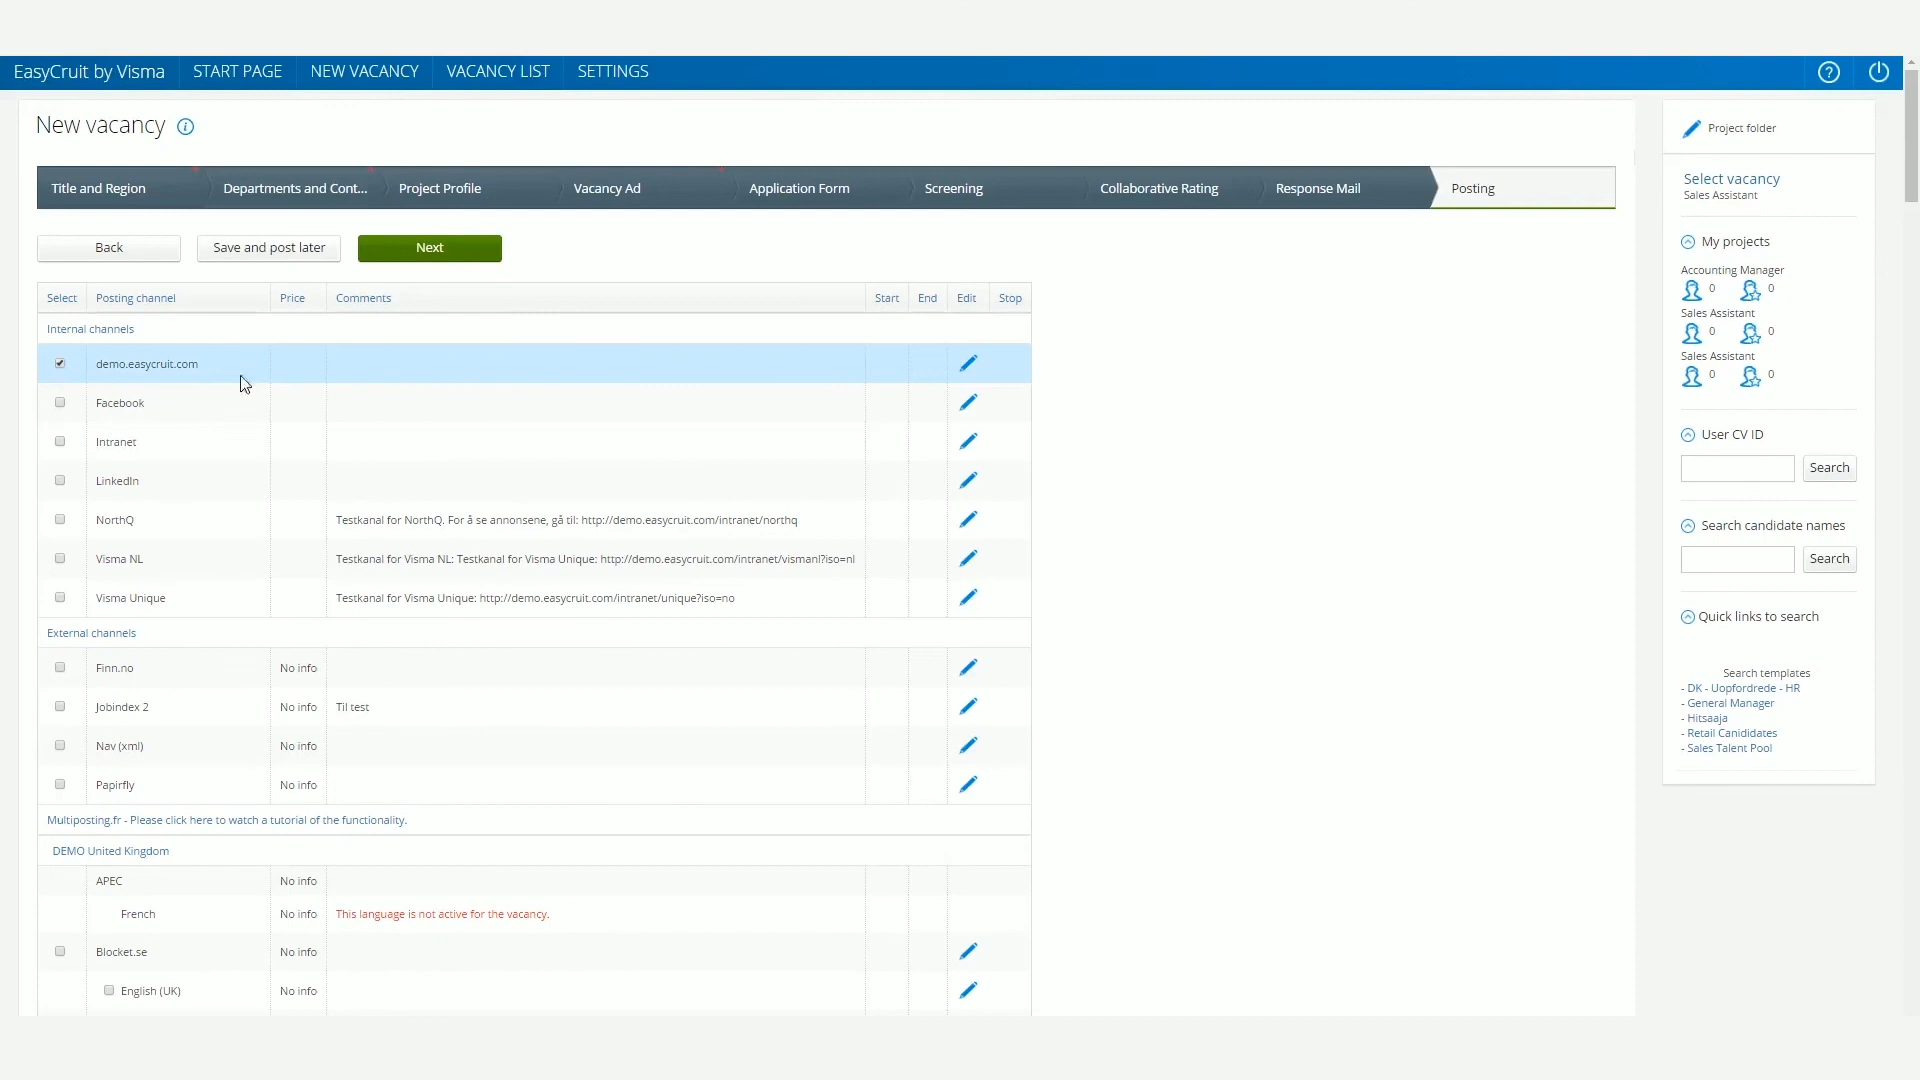 EasyCruit by Visma START PAGE NEW VACANCY VACANCY LIST SETTINGS ?
New vacancy i
Title and Region Departments and Cont... Project Profile Vacancy Ad Application Form Screening Collaborative Rating Response Mail Posting
Back Save and post later Next
Select Posting channel Price Comments Start End Edit Stop
Internal channels
demo.easycruit.com
Facebook
Intranet
LinkedIn
NorthQ Testkanal for NorthQ. For å se annonsene, gå til: http://demo.easycruit.com/intranet/northq
Visma NL Testkanal for Visma NL: Testkanal for Visma Unique: http://demo.easycruit.com/intranet/vismanl?iso=nl
Visma Unique Testkanal for Visma Unique: http://demo.easycruit.com/intranet/unique?iso=no
External channels
Finn.no No info
Jobindex 2 No info Til test
Nav (xml) No info
Papirfly No info
Multiposting.fr - Please click here to watch a tutorial of the functionality.
DEMO United Kingdom
APEC No info
French No info This language is not active for the vacancy.
Blocket.se No info
English (UK) No info
Project folder
Select vacancy
Sales Assistant
My projects
Accounting Manager
0 0
Sales Assistant
0 0
Sales Assistant
0 0
User CV ID
Search
Search candidate names
Search
Quick links to search
Search templates
- DK - Uopfordrede - HR
- General Manager
- Hitsaaja
- Retail Canididates
- Sales Talent Pool